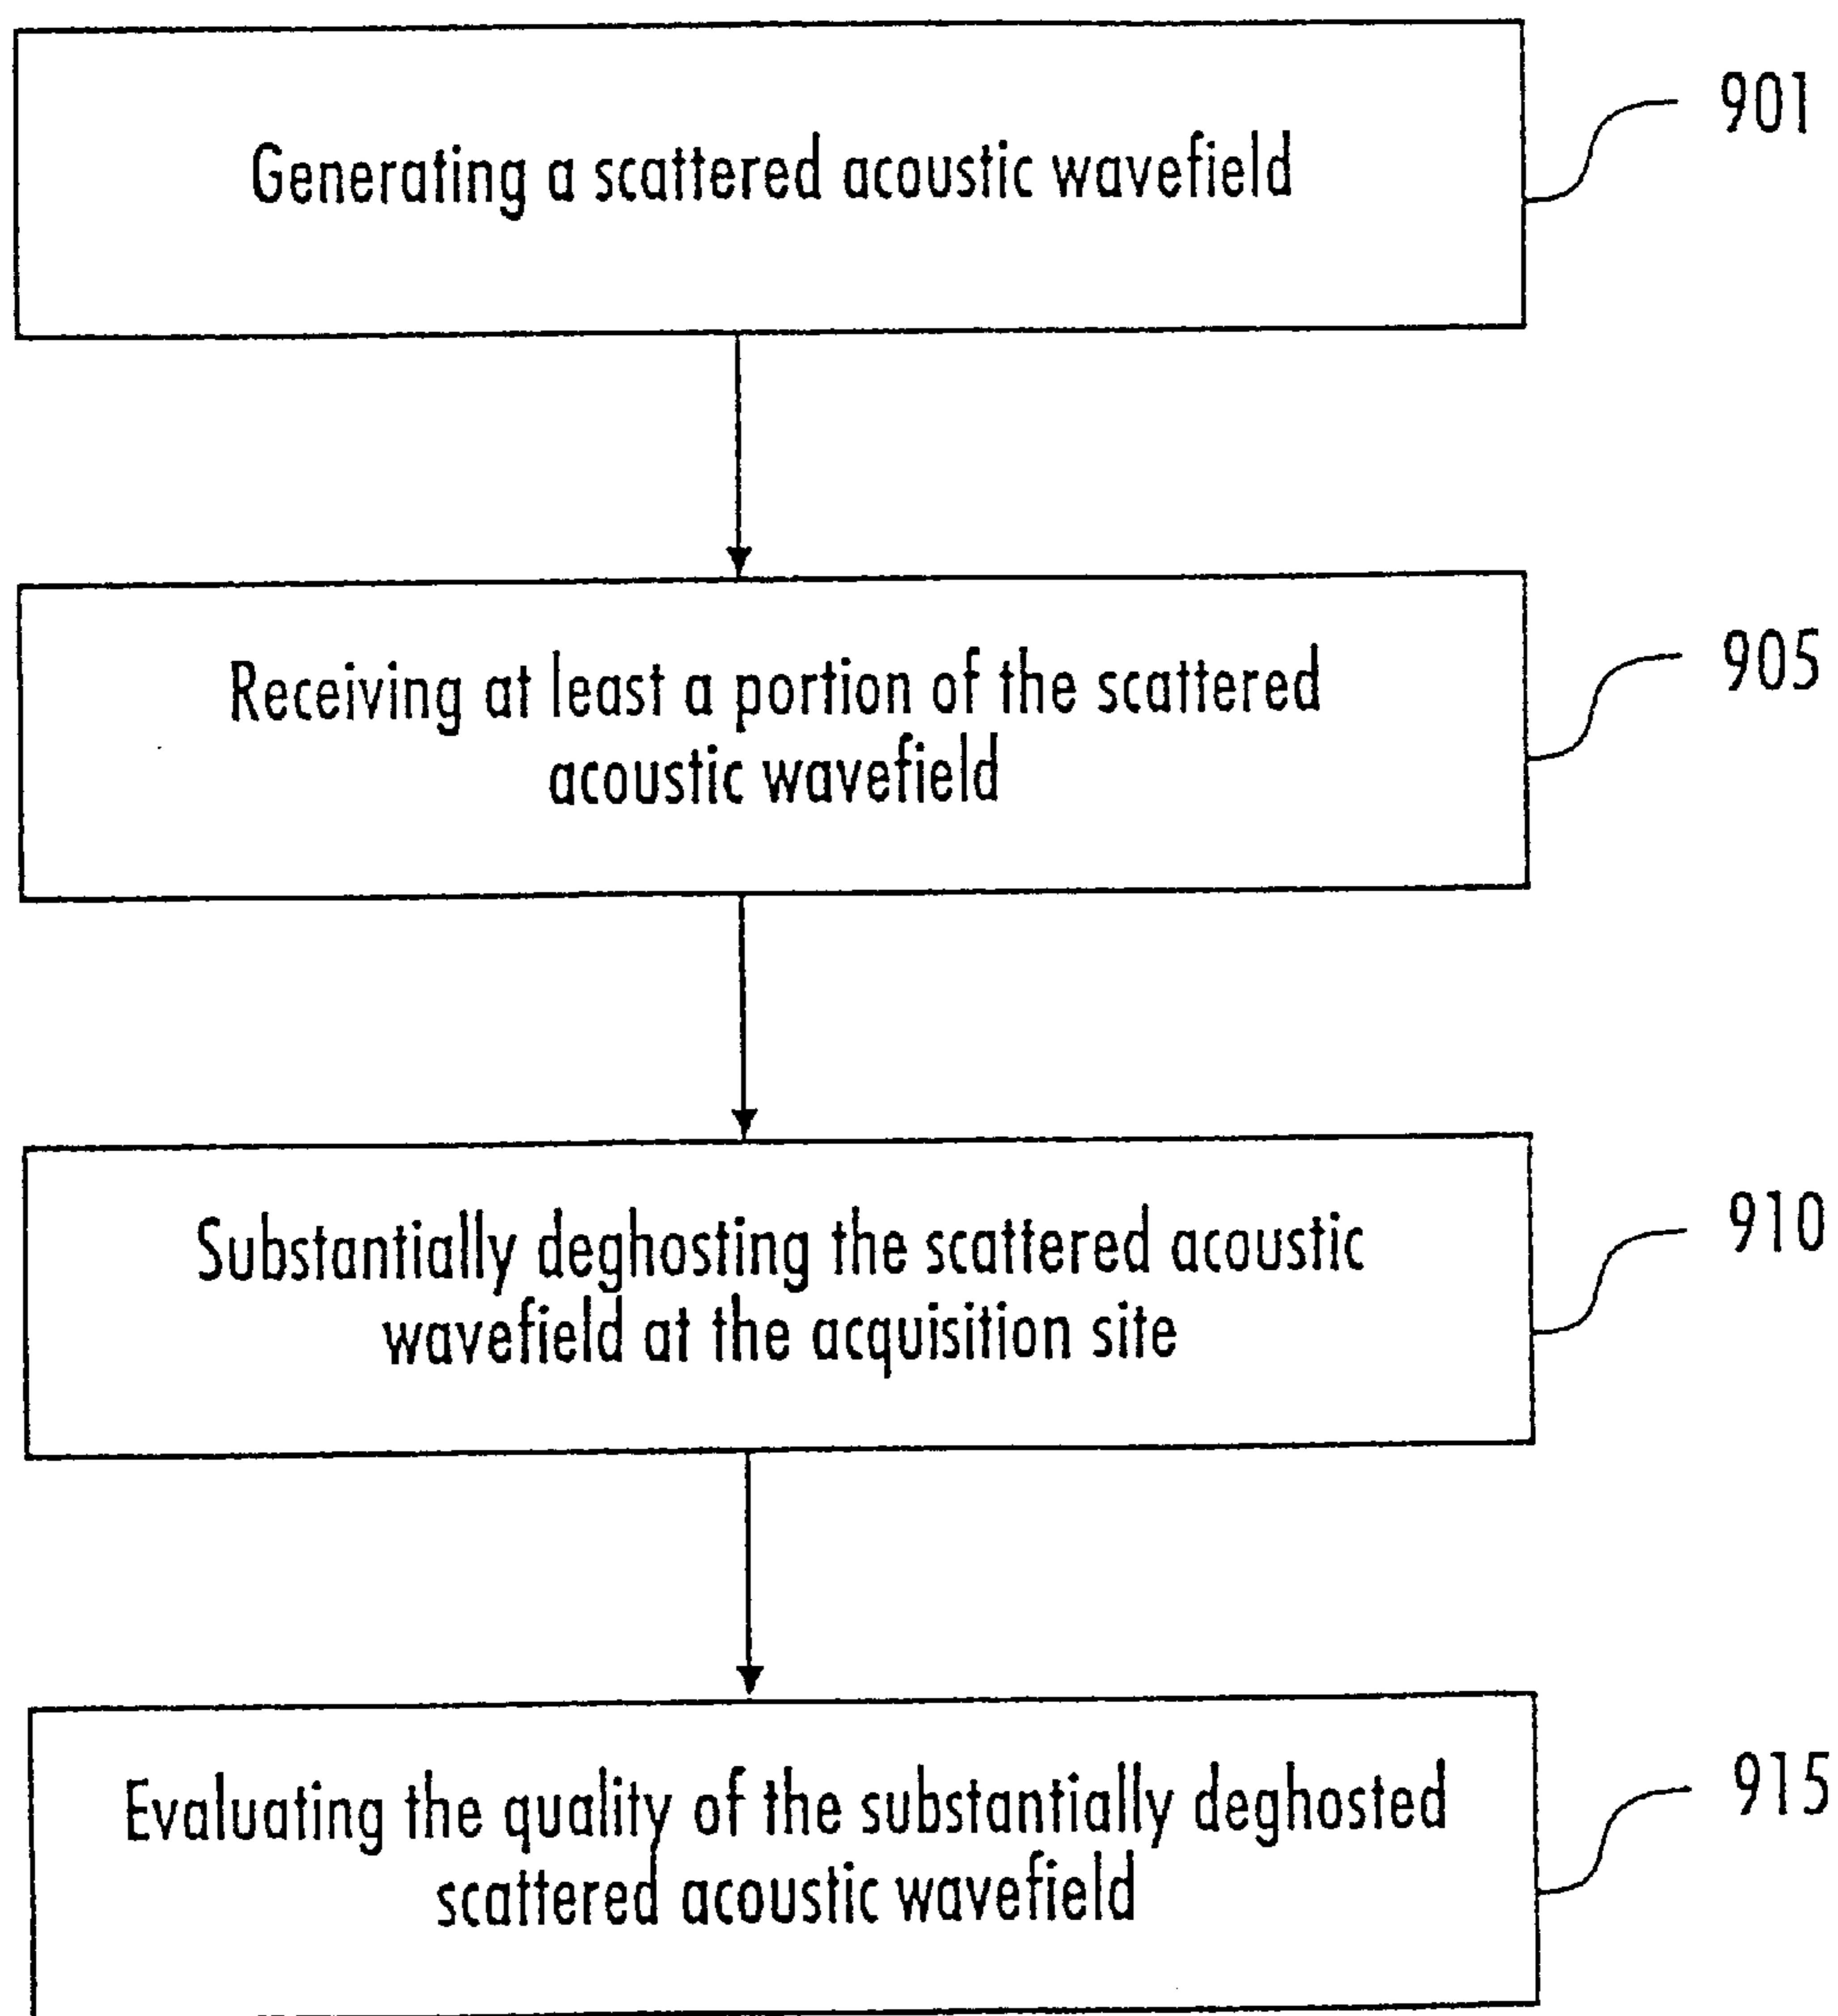 Generating a scattered acoustic wavefield
901
Receiving at least a portion of the scattered
acoustic wavefield
905
Substantially deghosting the scattered acoustic
wavefield at the acquisition site
910
Evaluating the quality of the substantially deghosted
scattered acoustic wavefield
915